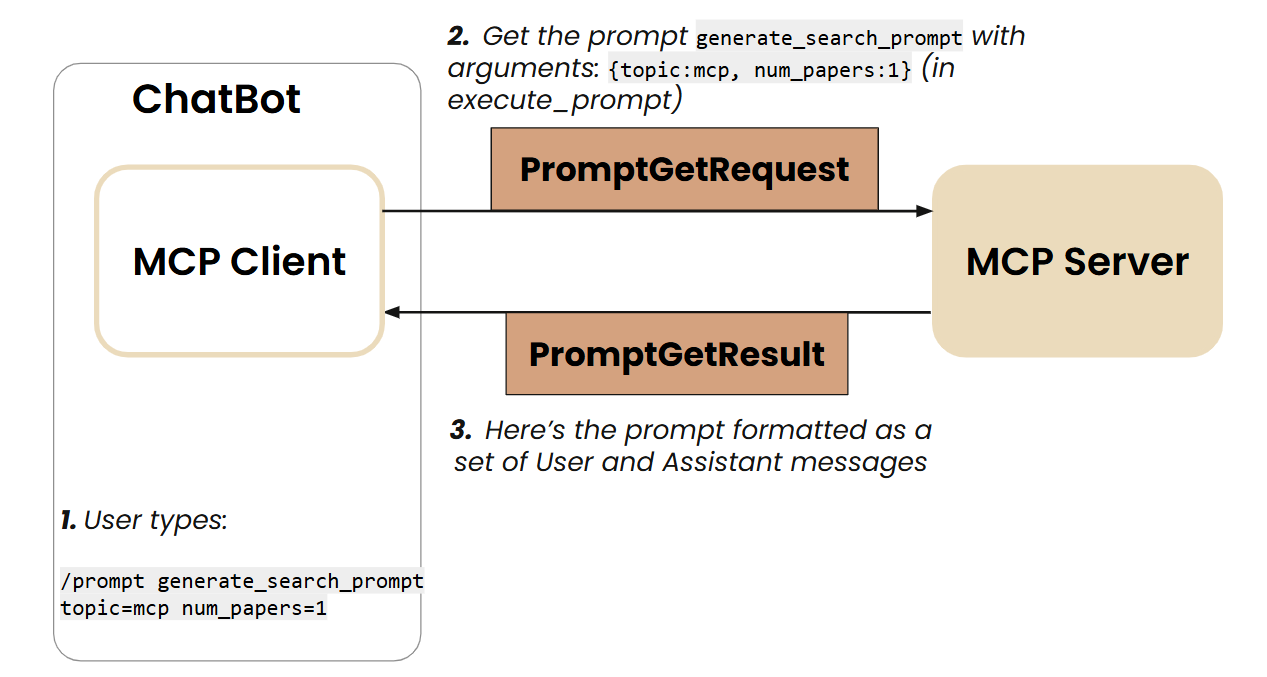 2. Get the prompt generate_search_prompt with
arguments: {topic:mcp, num_papers:1} (in
execute_prompt)
ChatBot
PromptGetRequest
MCP Client
MCP Server
PromptGetResult
3. Here’s the prompt formatted as a
set of User and Assistant messages
1. User types:
/prompt generate_search_prompt
topic=mcp num_papers=1